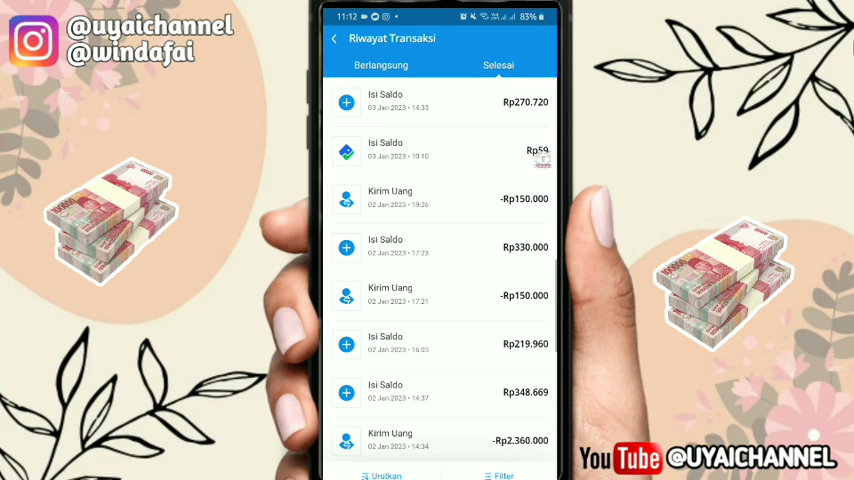 @uyaichannel
@windafai
11:12
83%
Riwayat Transaksi
Berlangsung
Selesai
Isi Saldo
03 Jan 2023 • 14:33
Rp270.720
Isi Saldo
03 Jan 2023 • 10:10
Rp59
Kirim Uang
02 Jan 2023 • 19:26
-Rp150.000
Isi Saldo
02 Jan 2023 • 17:23
Rp330.000
Kirim Uang
02 Jan 2023 • 17:21
-Rp150.000
Isi Saldo
02 Jan 2023 • 16:05
Rp219.960
Isi Saldo
02 Jan 2023 • 14:37
Rp348.669
Kirim Uang
02 Jan 2023 • 14:34
-Rp2.360.000
Urutkan
Filter
YouTube @UYAICHANNEL